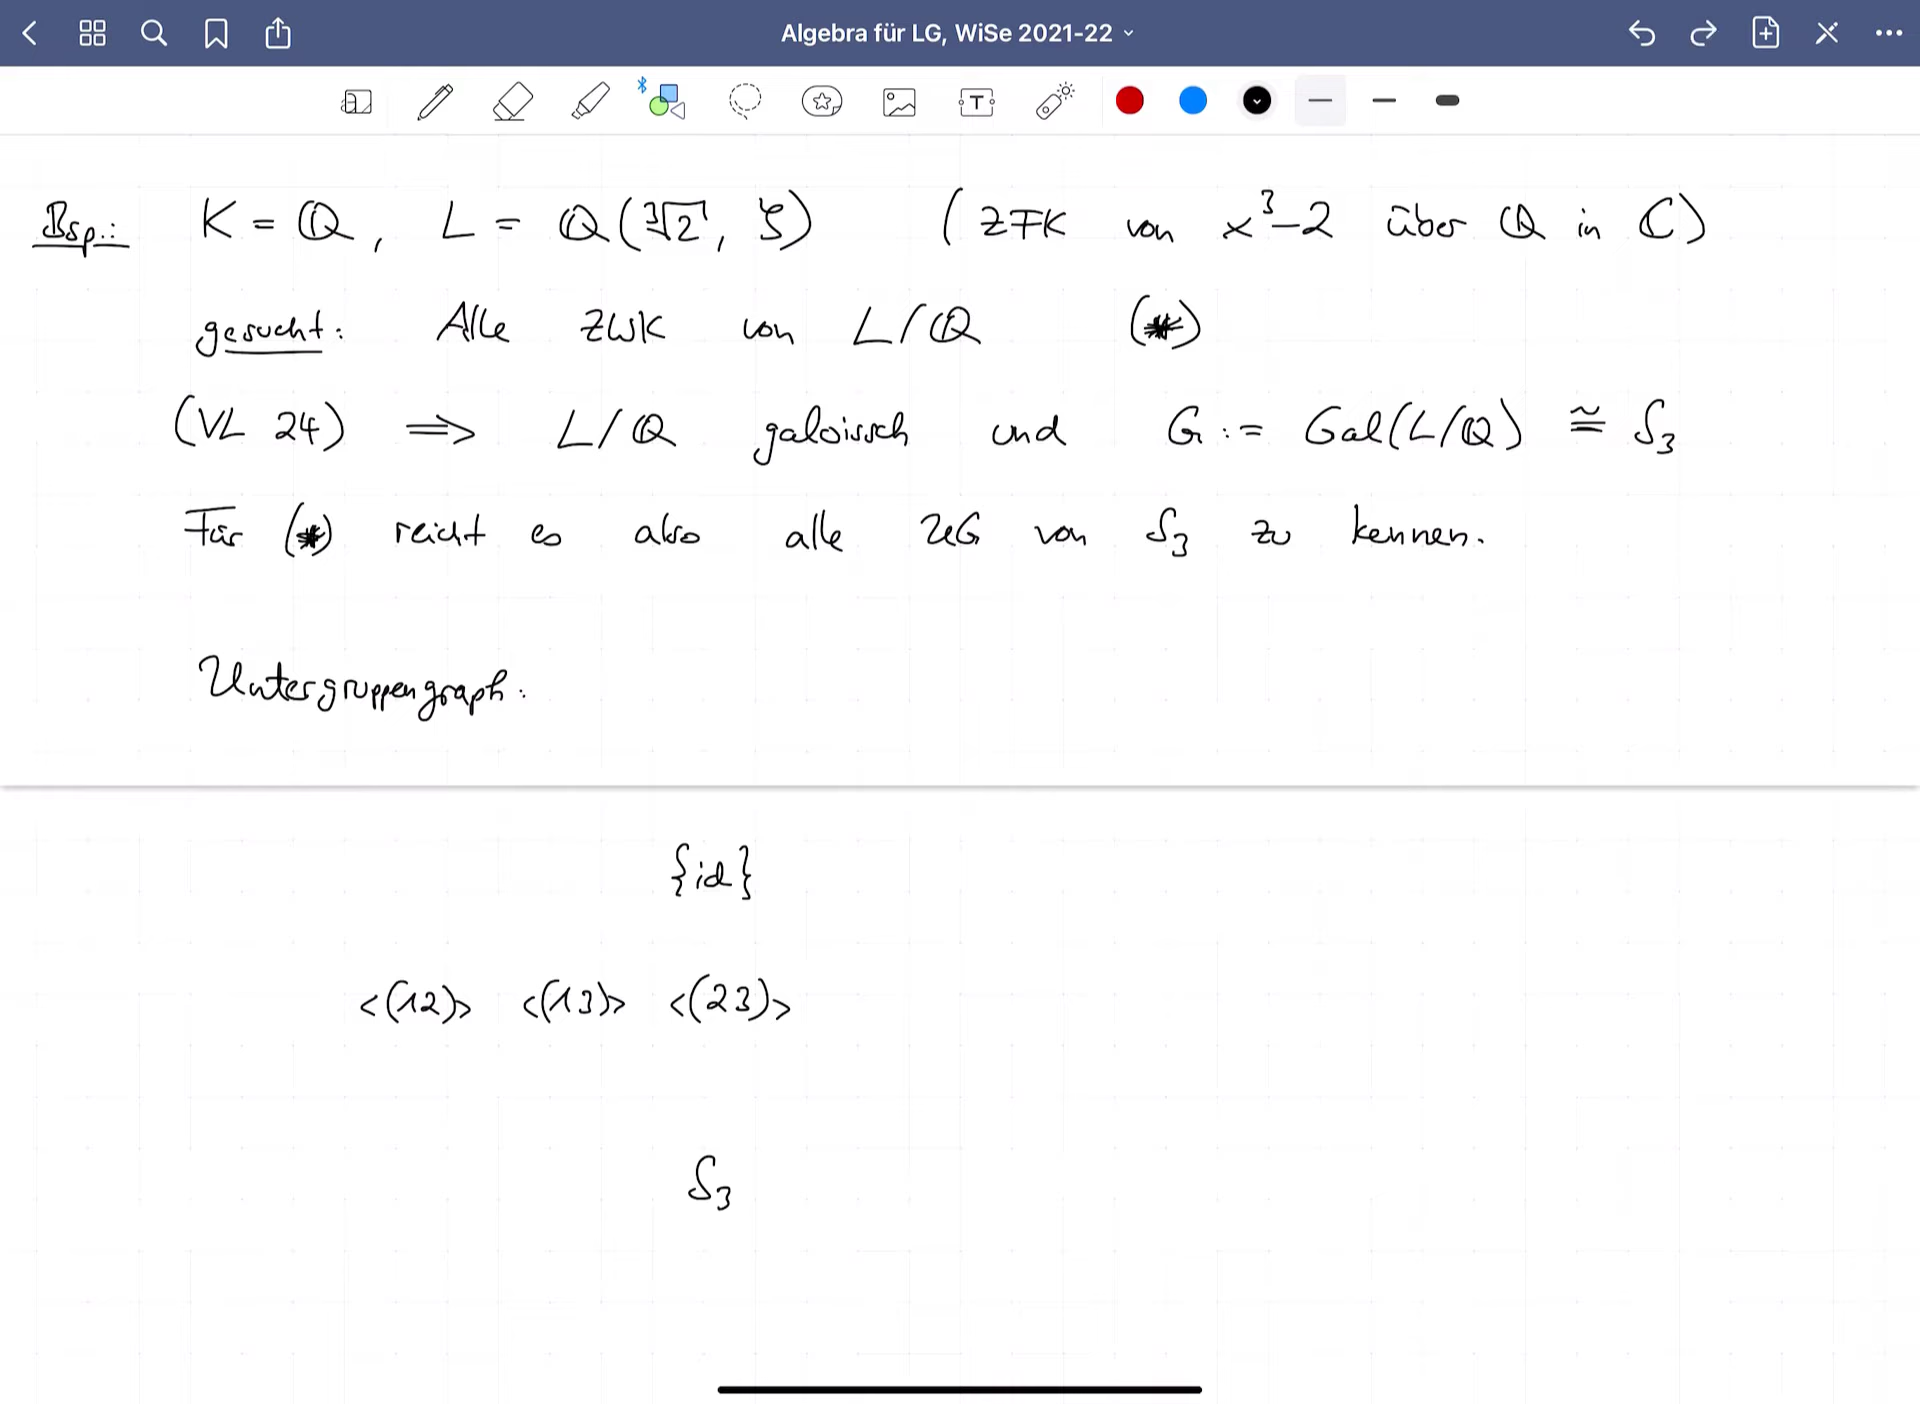 Algebra für LG, WiSe 2021-22
Bsp.: K = ℚ, L = ℚ(∛2, ζ) (ZFK von x³-2 über ℚ in ℂ)
gesucht: Alle ZWK von L/ℚ (*)
(VL 24) ⟹ L/ℚ galoissch und G := Gal(L/ℚ) ≅ S₃
Für (*) reicht es also alle UG von S₃ zu kennen.
Untergruppengraph:
{id}
<(12)> <(13)> <(23)>
S₃